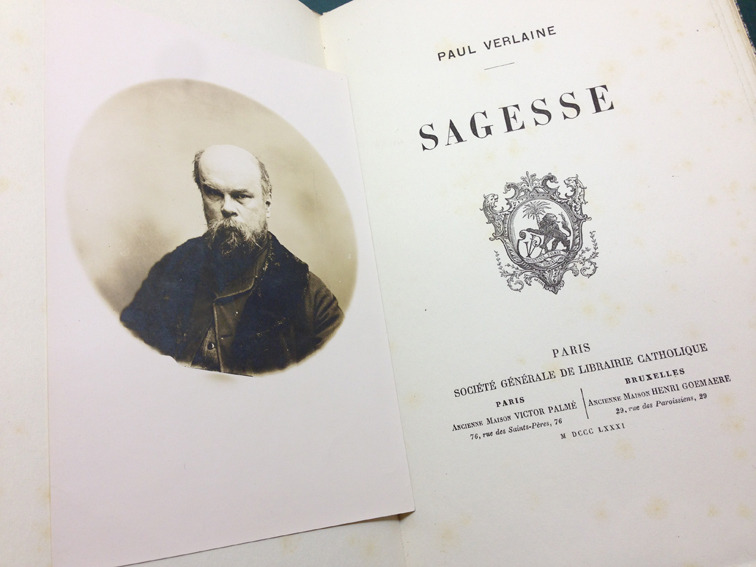 PAUL VERLAINE
SAGESSE
PARIS
SOCIÉTÉ GÉNÉRALE DE LIBRAIRIE CATHOLIQUE
PARIS
ANCIENNE MAISON VICTOR PALMÉ
76, rue des Saints-Pères, 76
BRUXELLES
ANCIENNE MAISON HENRI GOEMAERE
29, rue des Paroissiens, 29
M DCCC LXXXI